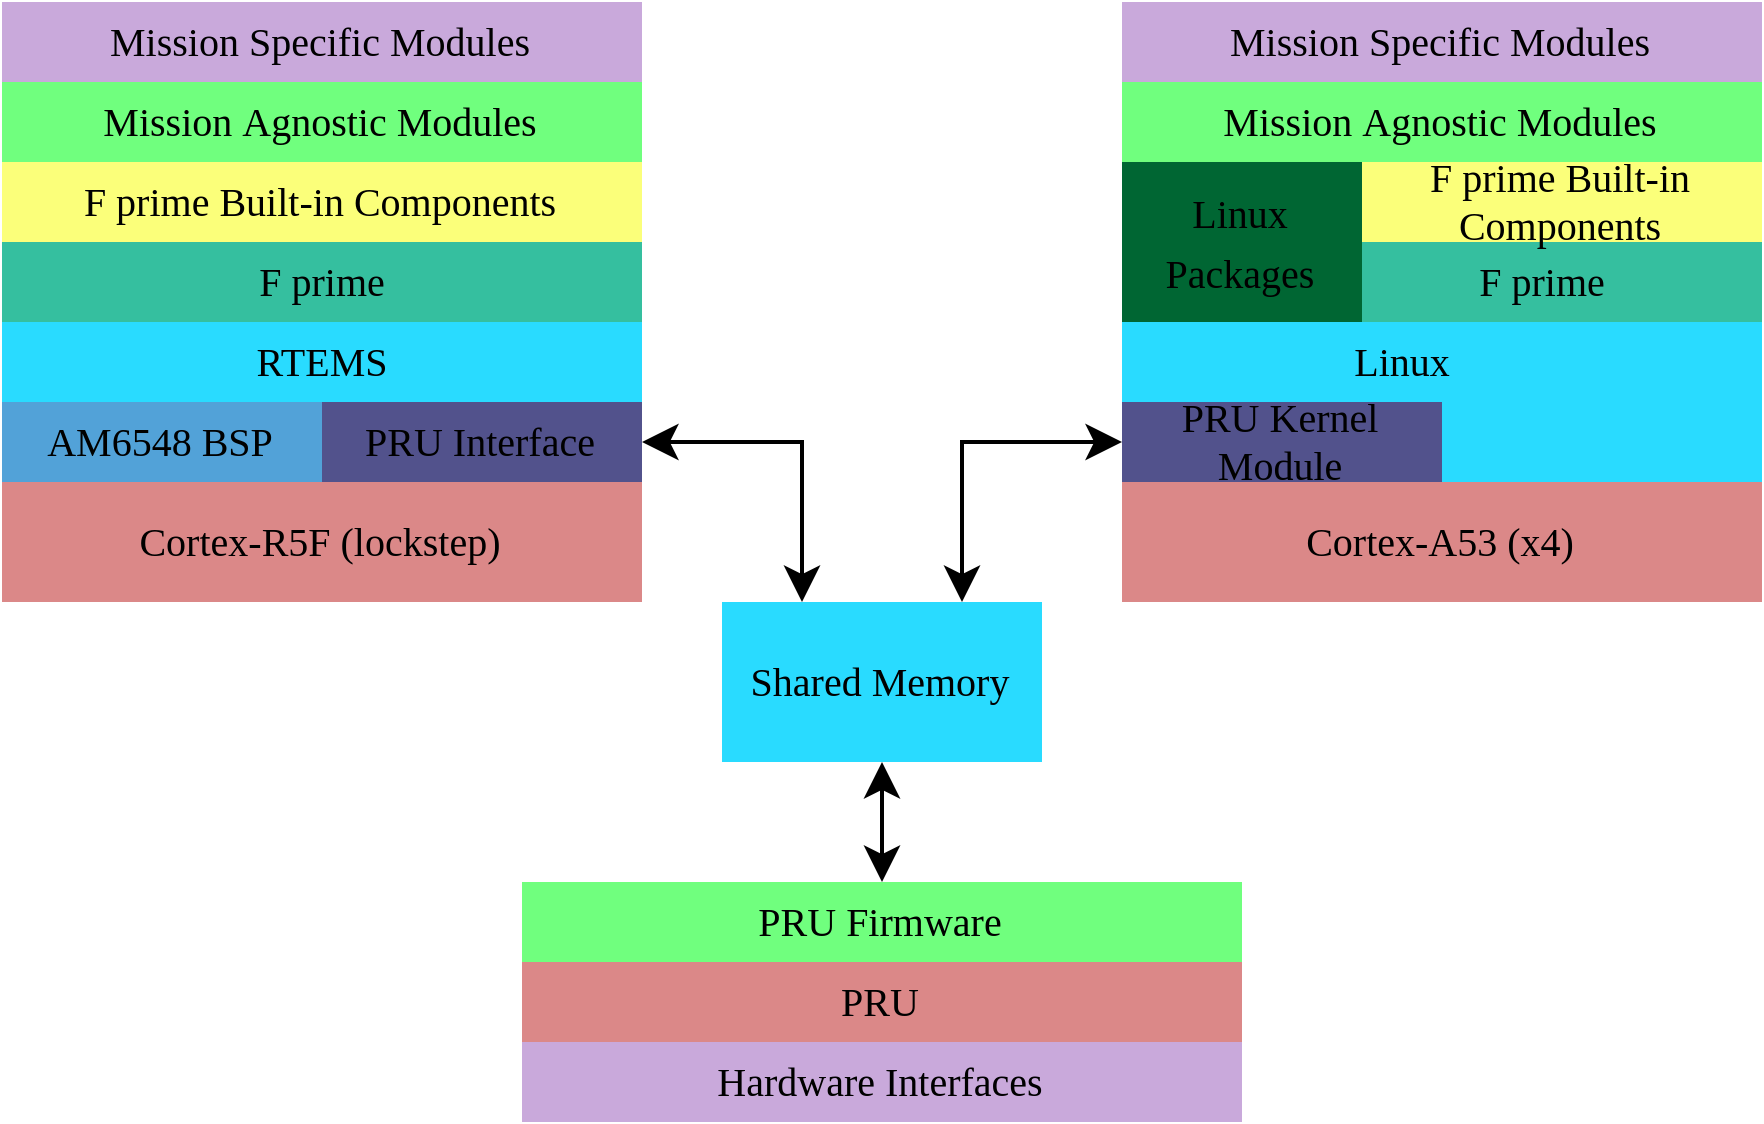 Mission Specific Modules
Mission Agnostic Modules
F prime Built-in Components
F prime
RTEMS
AM6548 BSP
PRU Interface
Cortex-R5F (lockstep)
Mission Specific Modules
Mission Agnostic Modules
Linux
Packages
F prime Built-in
Components
F prime
Linux
PRU Kernel
Module
Cortex-A53 (x4)
Shared Memory
PRU Firmware
PRU
Hardware Interfaces